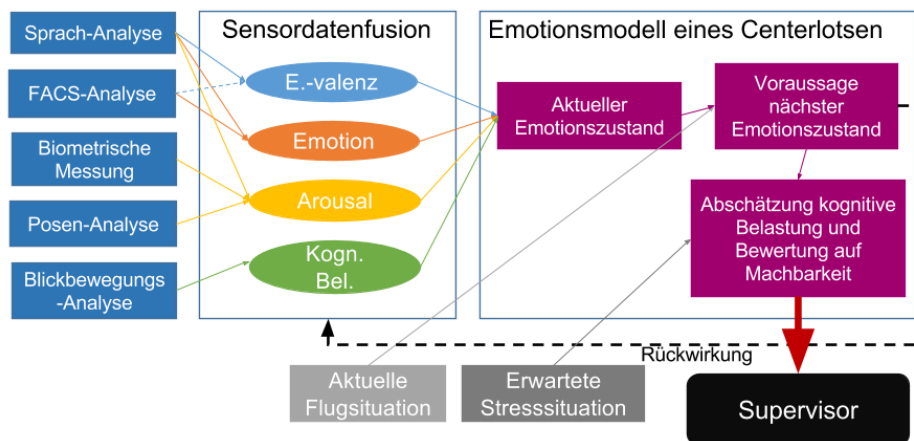 Sprach-Analyse
FACS-Analyse
Biometrische
Messung
Posen-Analyse
Blickbewegungs
-Analyse
Sensordatenfusion
E.-valenz
Emotion
Arousal
Kogn.
Bel.
Emotionsmodell eines Centerlotsen
Aktueller
Emotionszustand
Voraussage
nächster
Emotionszustand
Abschätzung kognitive
Belastung und
Bewertung auf
Machbarkeit
Rückwirkung
Aktuelle
Flugsituation
Erwartete
Stresssituation
Supervisor